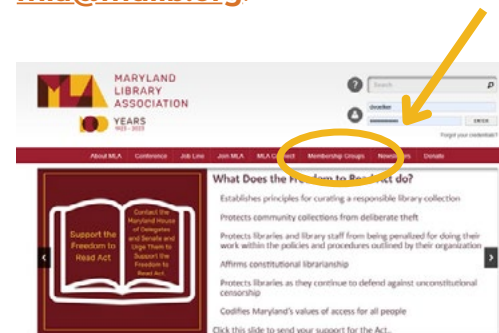 MARYLAND
LIBRARY
ASSOCIATION
MLA
100 YEARS
1923 - 2023
?
Search
Forgot your credentials?
About MLA Conference Job Line Join MLA MLA Connect Membership Groups Newsletters Donate
Support the
Freedom to
Read Act
Contact the
Maryland House
of Delegates
and Senate and
Urge Them to
Support the
Freedom to
Read Act.
What Does the Freedom to Read Act do?
Establishes principles for curating a responsible library collection
Protects community collections from deliberate theft
Protects libraries and library staff from being penalized for doing their
work within the policies and procedures outlined by their organization
Affirms constitutional librarianship
Protects libraries as they continue to defend against unconstitutional
censorship
Codifies Maryland's values of access for all people
Click this slide to send your support for the Act..